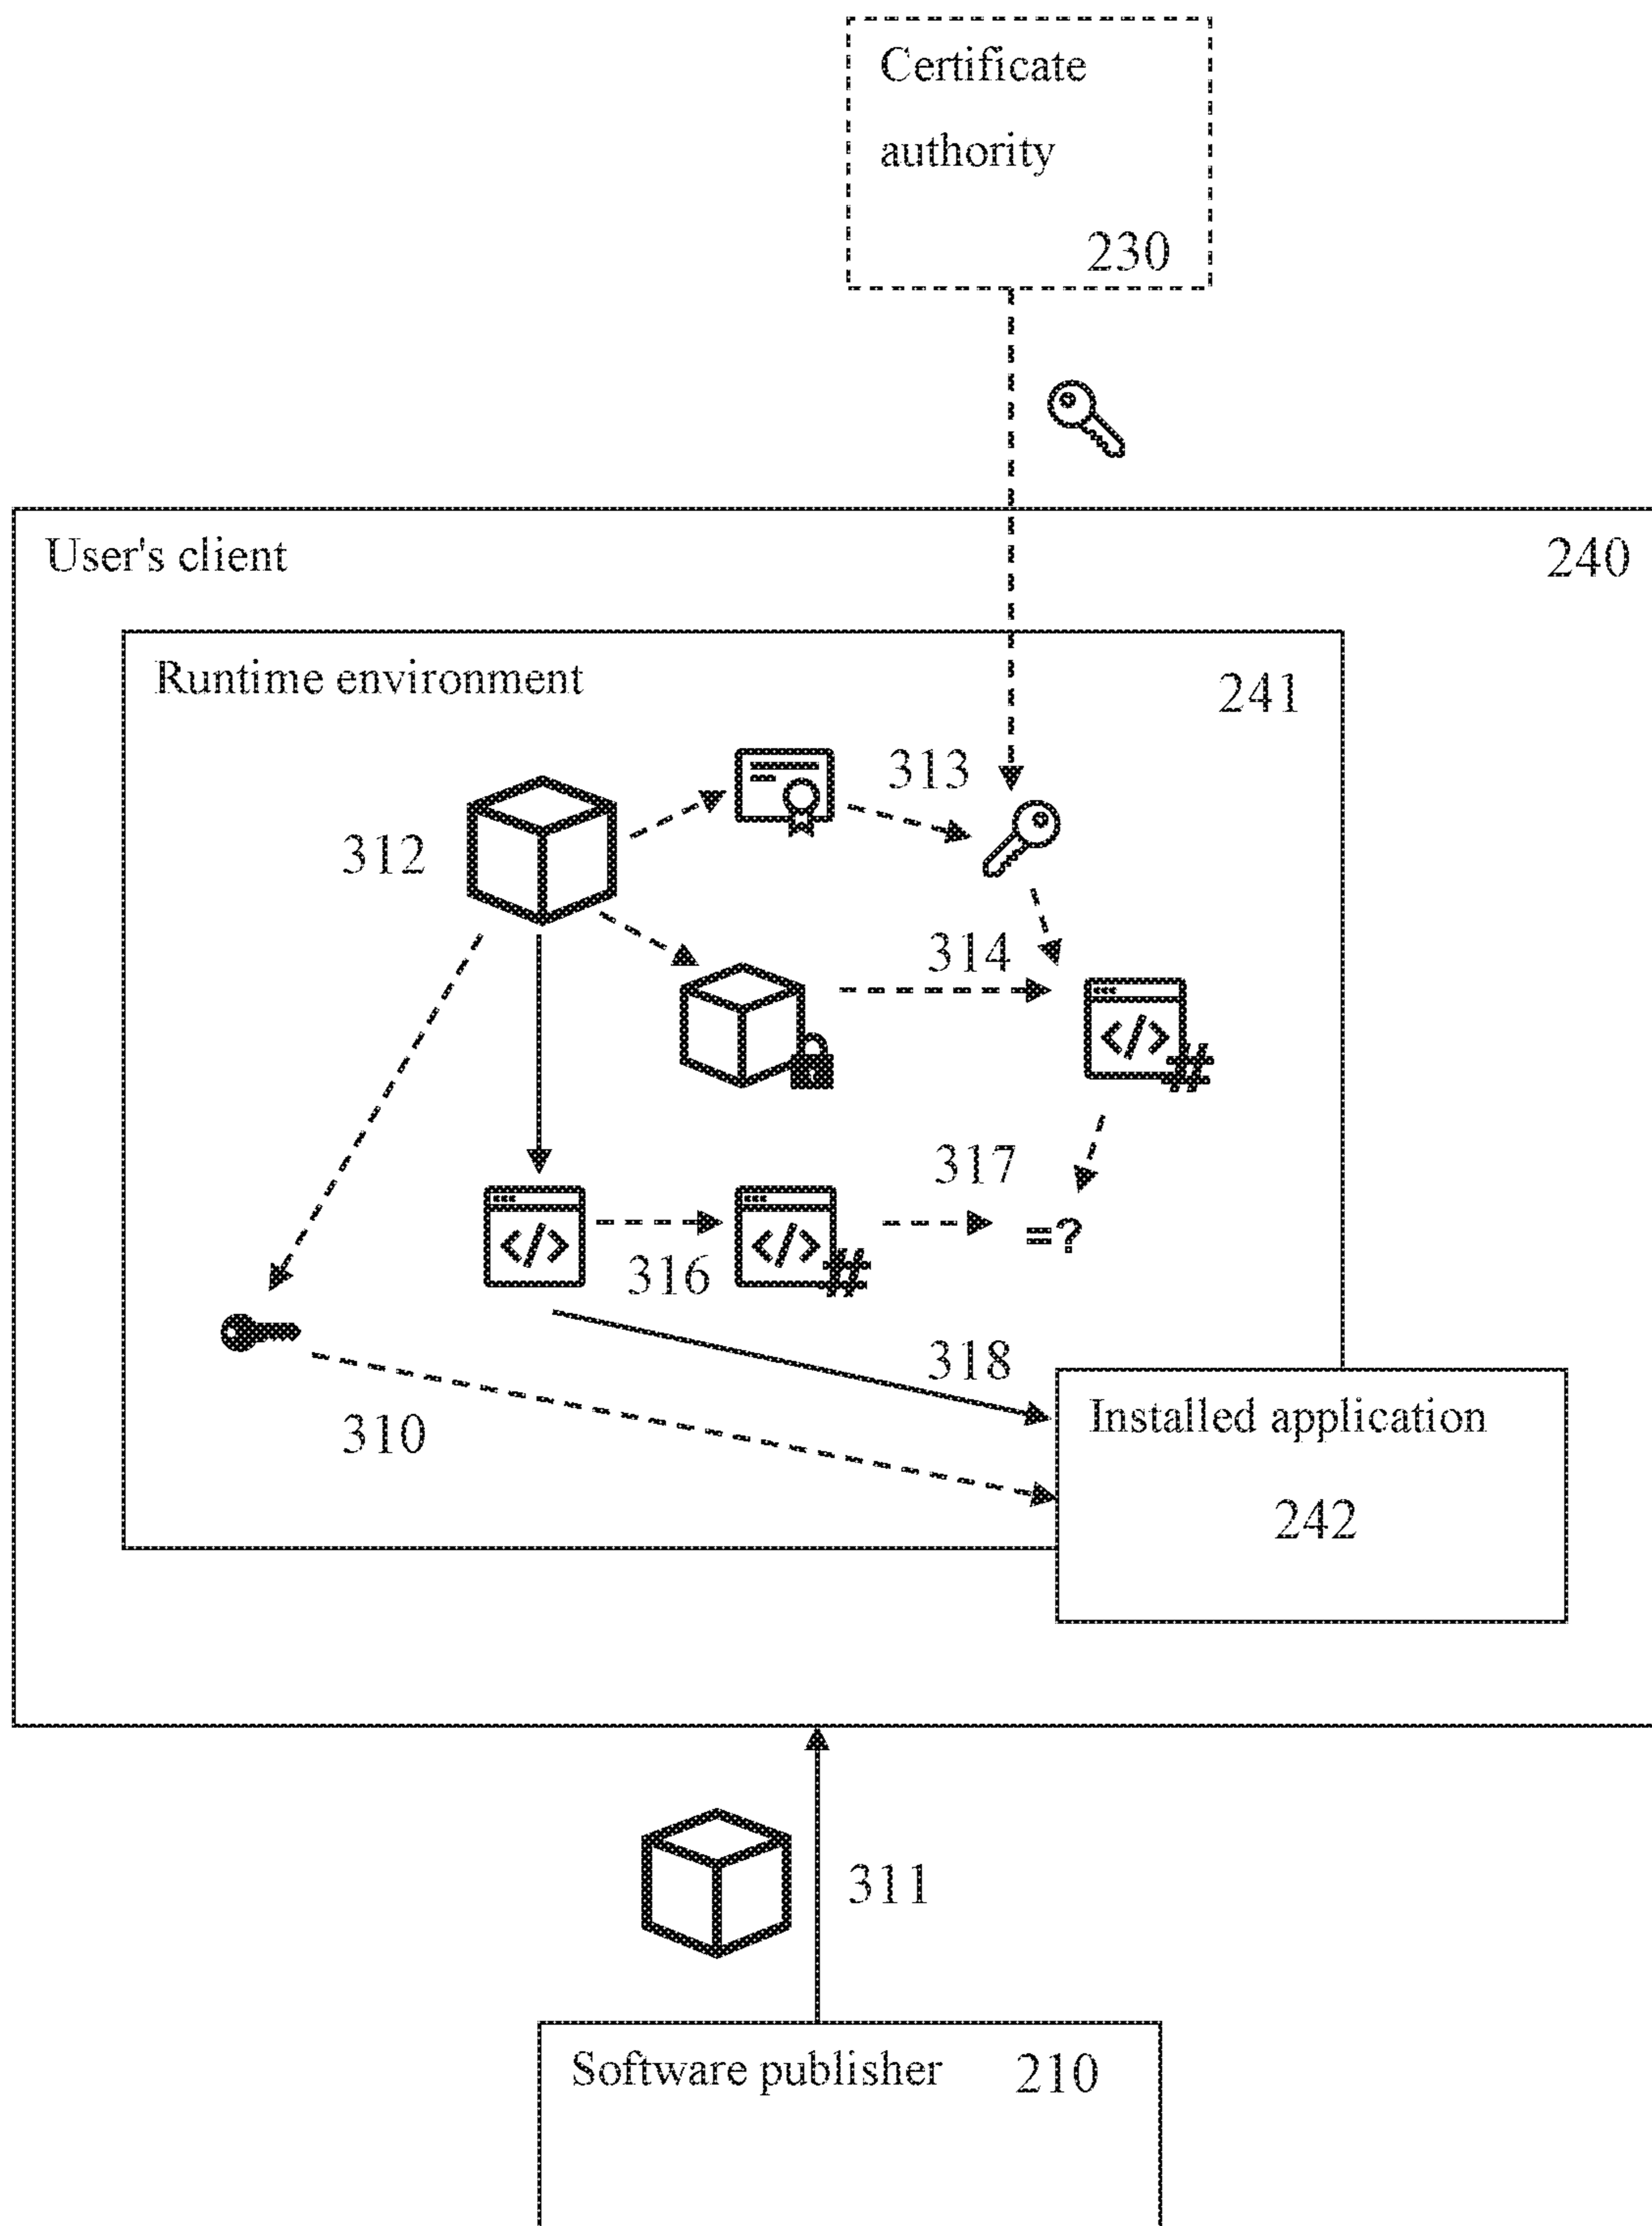 Certificate
authority
230
User's client 240
Runtime environment 241
313
312
314
317
316
318
310
Installed application
242
311
Software publisher 210